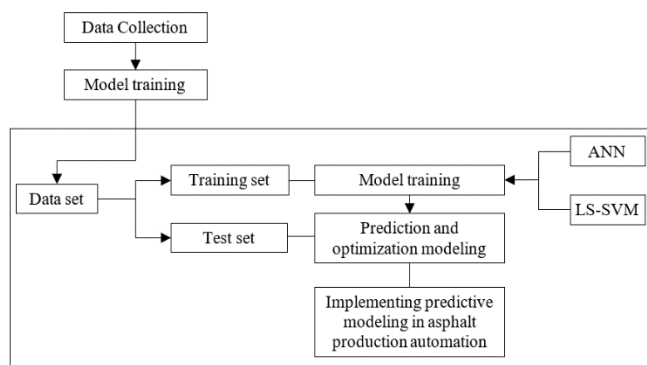 Data Collection
Model training
Data set
Training set
Test set
Model training
Prediction and
optimization modeling
Implementing predictive
modeling in asphalt
production automation
ANN
LS-SVM